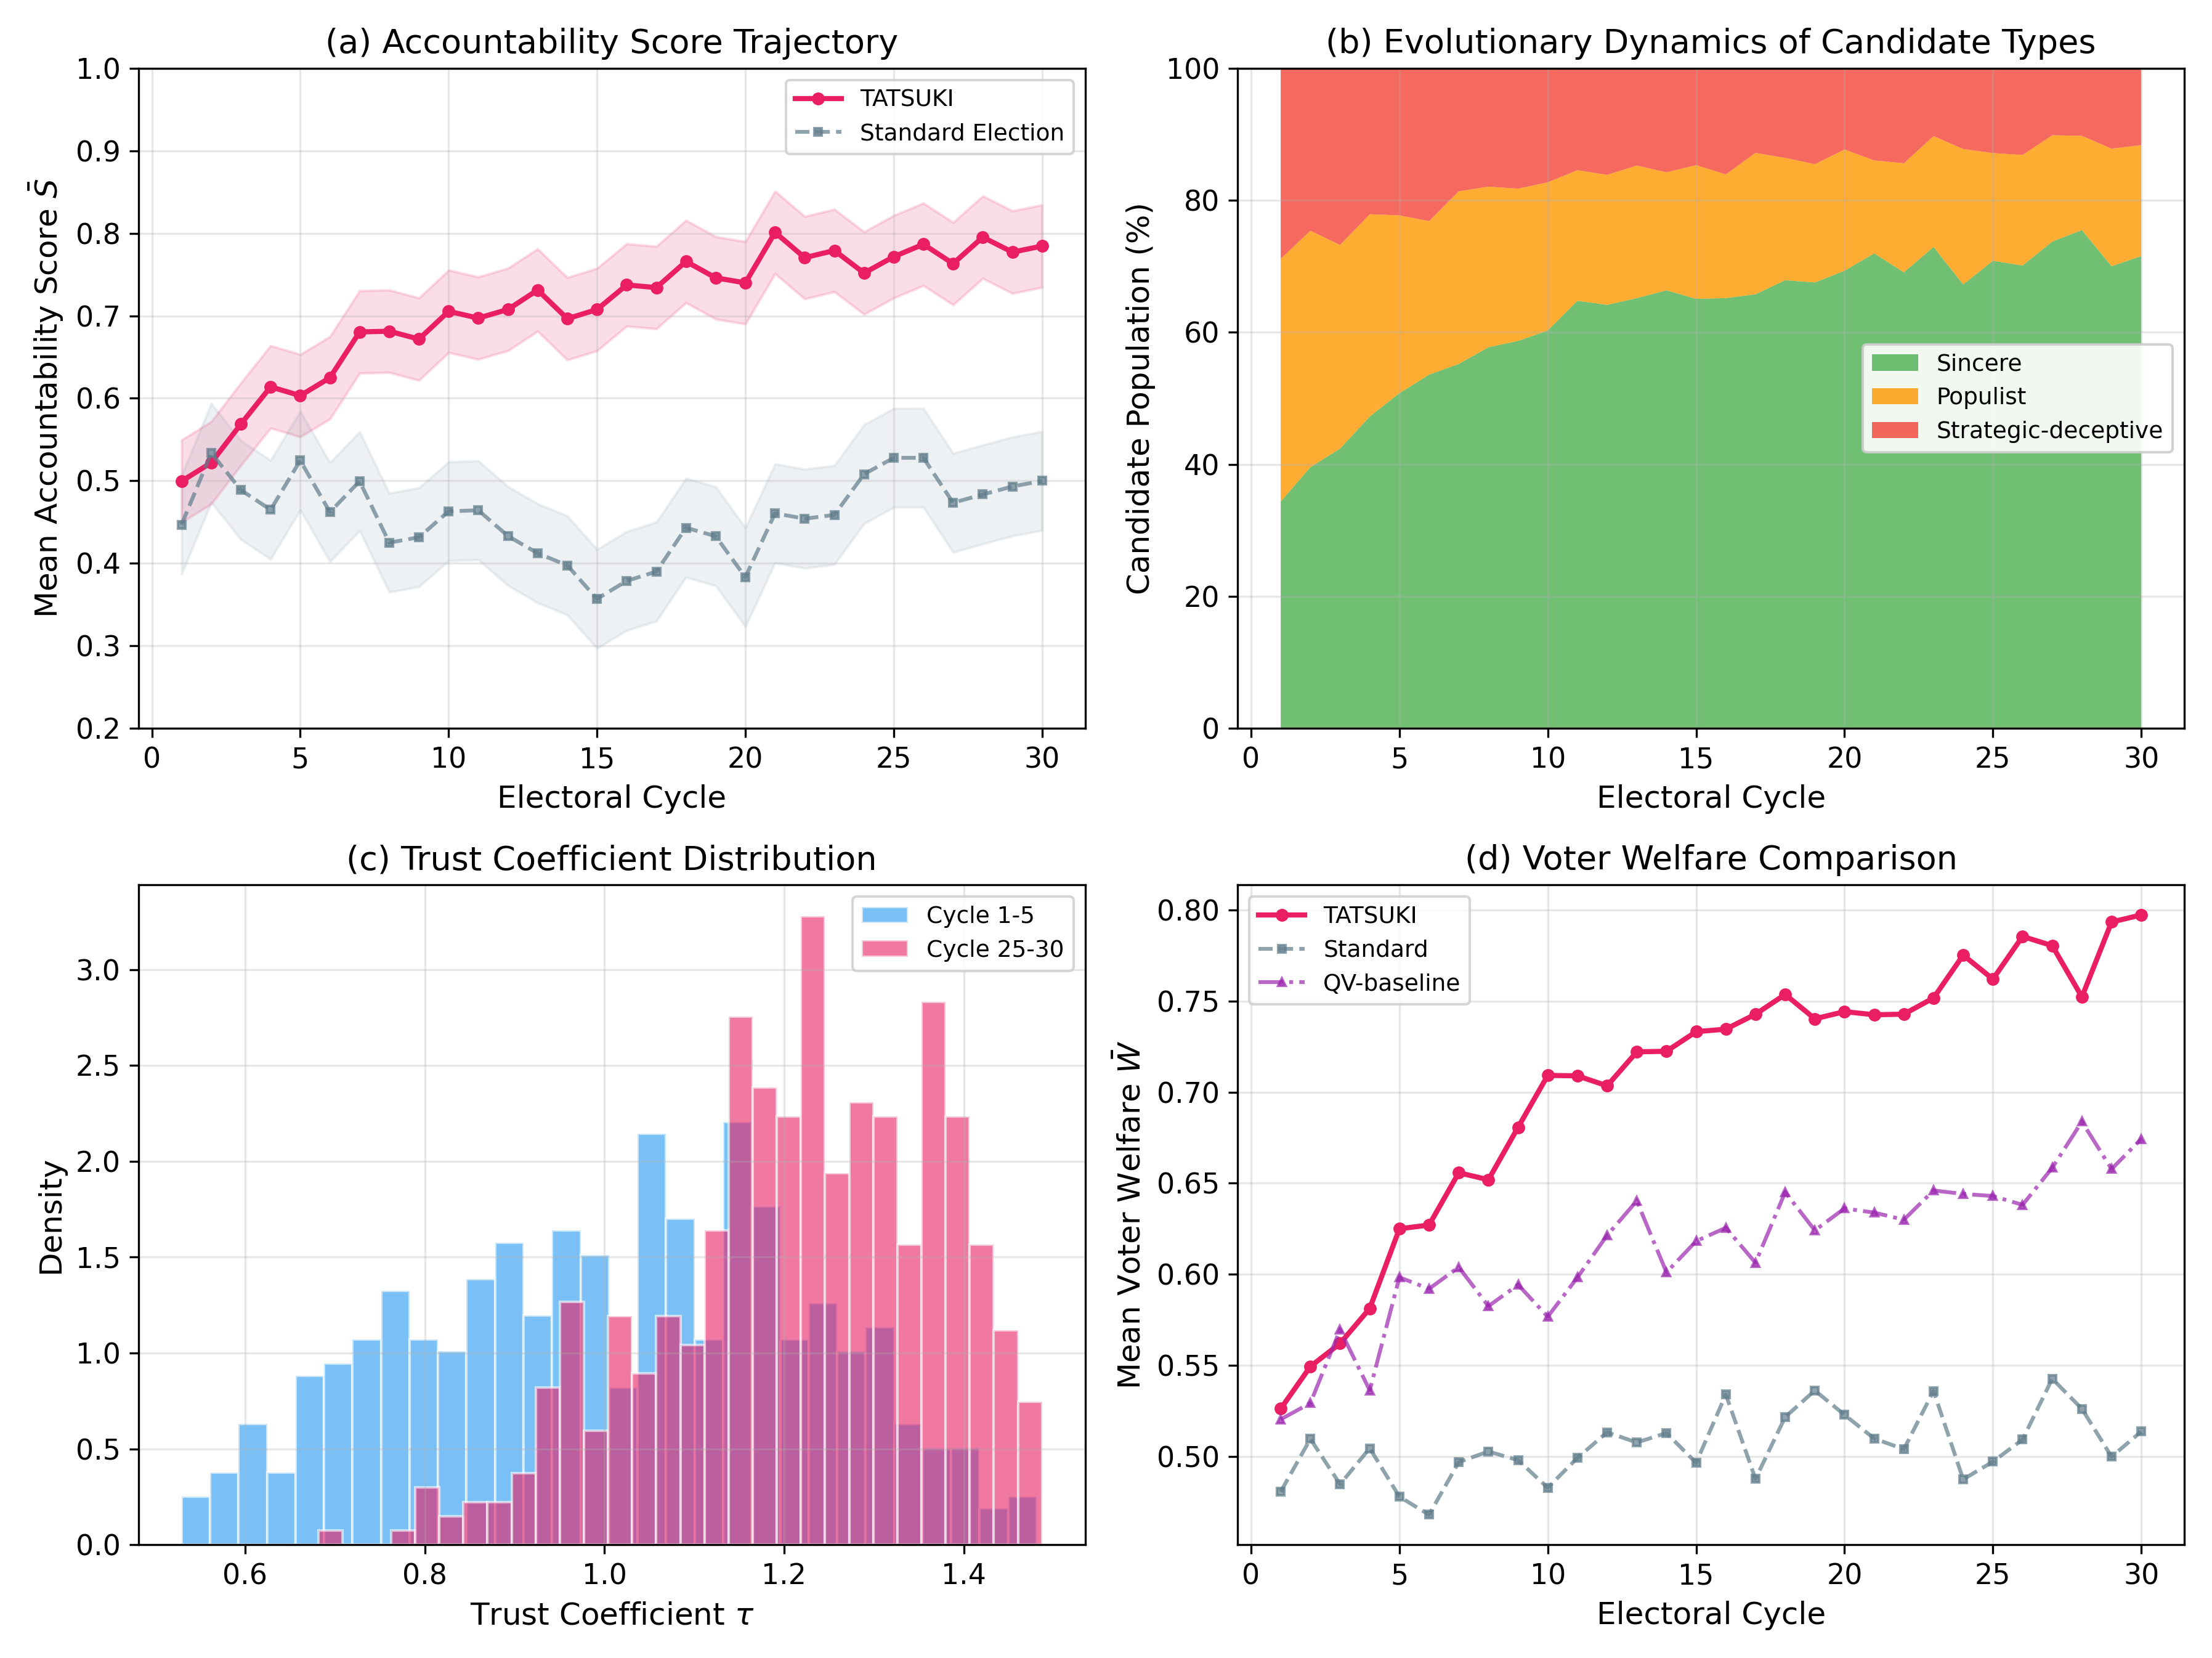 (a) Accountability Score Trajectory
Mean Accountability Score S̄
1.0
0.9
0.8
0.7
0.6
0.5
0.4
0.3
0.2
TATSUKI
Standard Election
0 5 10 15 20 25 30
Electoral Cycle
(b) Evolutionary Dynamics of Candidate Types
Candidate Population (%)
100
80
60
40
20
0
Sincere
Populist
Strategic-deceptive
0 5 10 15 20 25 30
Electoral Cycle
(c) Trust Coefficient Distribution
Density
3.0
2.5
2.0
1.5
1.0
0.5
0.0
Cycle 1-5
Cycle 25-30
0.6 0.8 1.0 1.2 1.4
Trust Coefficient τ
(d) Voter Welfare Comparison
Mean Voter Welfare W̄
0.80
0.75
0.70
0.65
0.60
0.55
0.50
TATSUKI
Standard
QV-baseline
0 5 10 15 20 25 30
Electoral Cycle